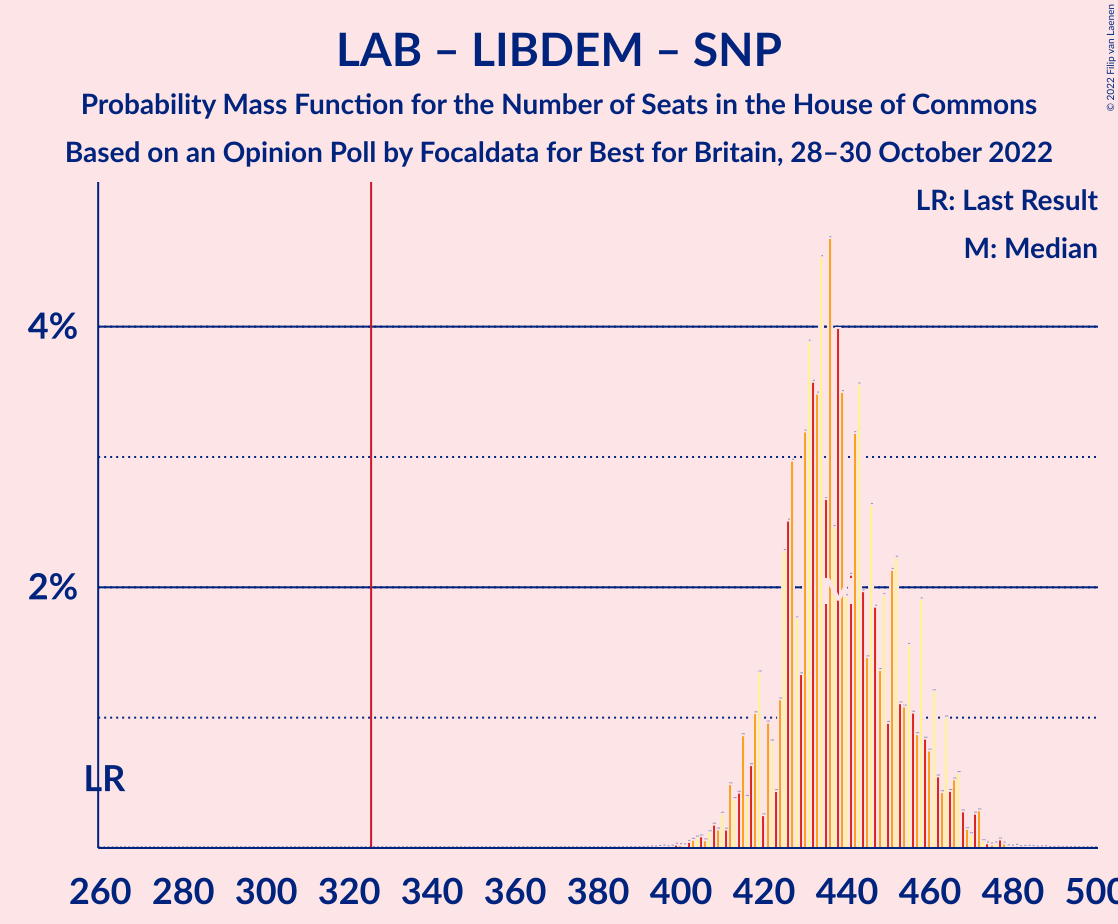 LAB – LIBDEM – SNP
Probability Mass Function for the Number of Seats in the House of Commons
Based on an Opinion Poll by Focaldata for Best for Britain, 28–30 October 2022
© 2022 Filip van Laenen
LR: Last Result
M: Median
4%
2%
LR
260 280 300 320 340 360 380 400 420 440 460 480 500